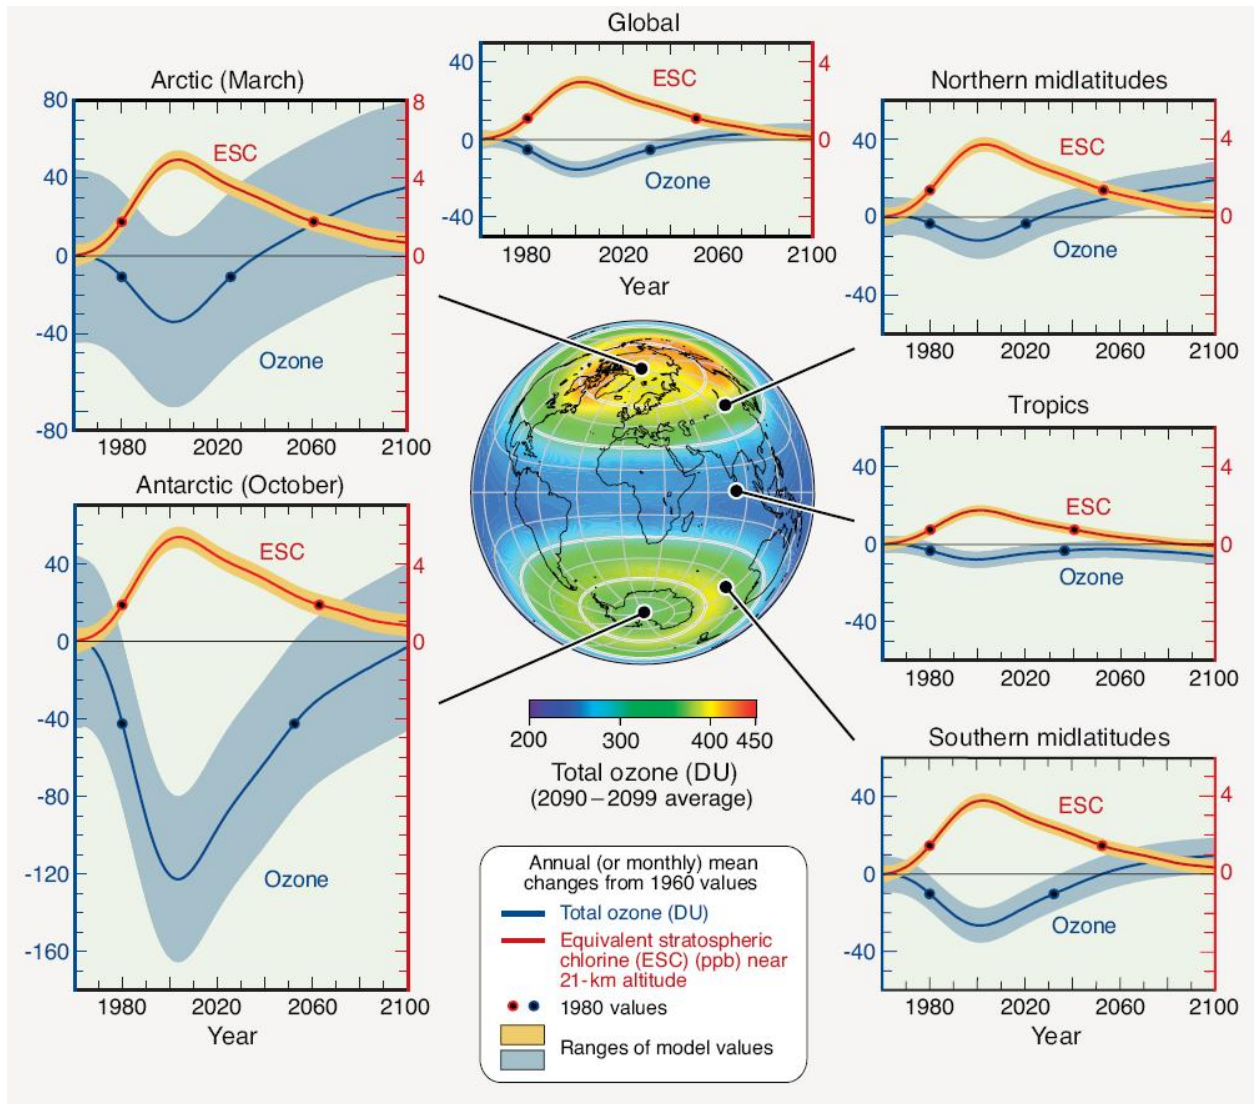 Global
40
0
-40
4
0
ESC
Ozone
1980 2020 2060 2100
Year
Arctic (March)
80
40
0
-40
-80
8
4
0
ESC
Ozone
1980 2020 2060 2100
Northern midlatitudes
40
0
-40
4
0
ESC
Ozone
1980 2020 2060 2100
Tropics
40
0
-40
4
0
ESC
Ozone
1980 2020 2060 2100
Antarctic (October)
40
0
-40
-80
-120
-160
4
0
ESC
Ozone
1980 2020 2060 2100
Year
Southern midlatitudes
40
0
-40
4
0
ESC
Ozone
1980 2020 2060 2100
Year
200 300 400 450
Total ozone (DU)
(2090–2099 average)
Annual (or monthly) mean
changes from 1960 values
Total ozone (DU)
Equivalent stratospheric
chlorine (ESC) (ppb) near
21-km altitude
1980 values
Ranges of model values